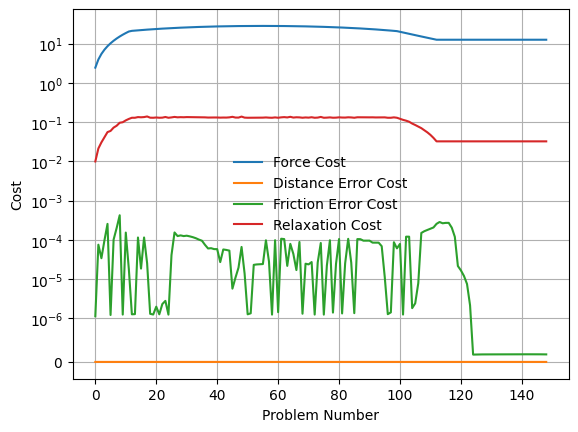 Cost
10¹
10⁰
10⁻¹
10⁻²
10⁻³
10⁻⁴
10⁻⁵
10⁻⁶
0
Force Cost
Distance Error Cost
Friction Error Cost
Relaxation Cost
0 20 40 60 80 100 120 140
Problem Number